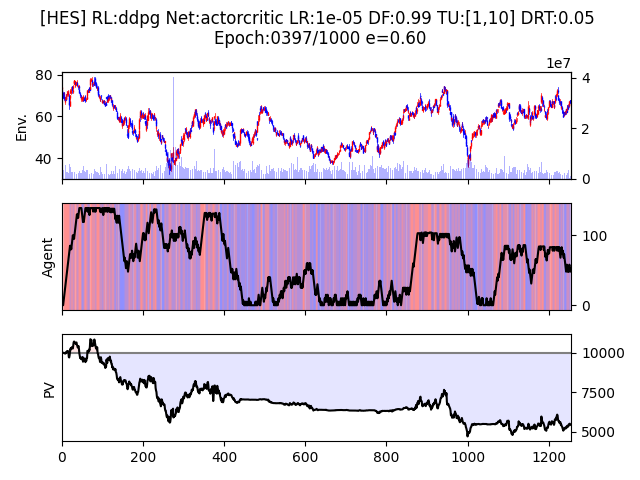 [HES] RL:ddpg Net:actorcritic LR:1e-05 DF:0.99 TU:[1,10] DRT:0.05
Epoch:0397/1000 e=0.60
1e7
80
60
40
Env.
4
2
0
Agent
100
0
PV
10000
7500
5000
0 200 400 600 800 1000 1200